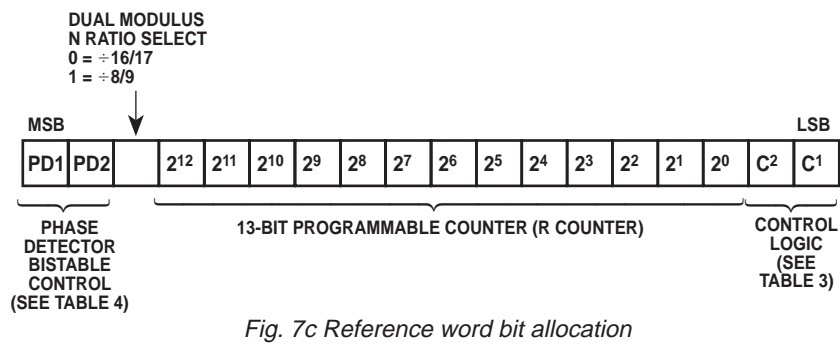 DUAL MODULUS
N RATIO SELECT
0 = ÷16/17
1 = ÷8/9
MSB
LSB
PD1 PD2 2¹² 2¹¹ 2¹⁰ 2⁹ 2⁸ 2⁷ 2⁶ 2⁵ 2⁴ 2³ 2² 2¹ 2⁰ C² C¹
PHASE
DETECTOR
BISTABLE
CONTROL
(SEE TABLE 4)
13-BIT PROGRAMMABLE COUNTER (R COUNTER)
CONTROL
LOGIC
(SEE
TABLE 3)
Fig. 7c Reference word bit allocation